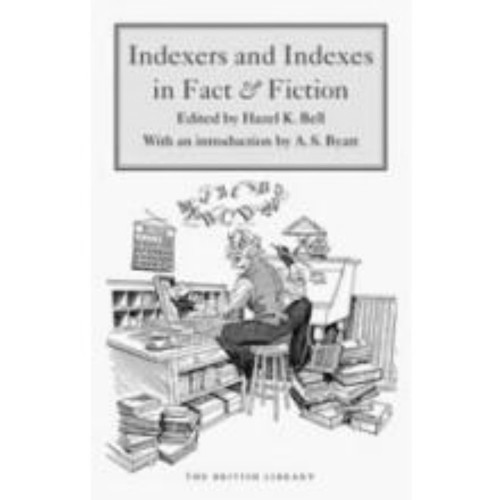 Indexers and Indexes
in Fact & Fiction
Edited by Hazel K. Bell
With an introduction by A. S. Byatt
THE BRITISH LIBRARY